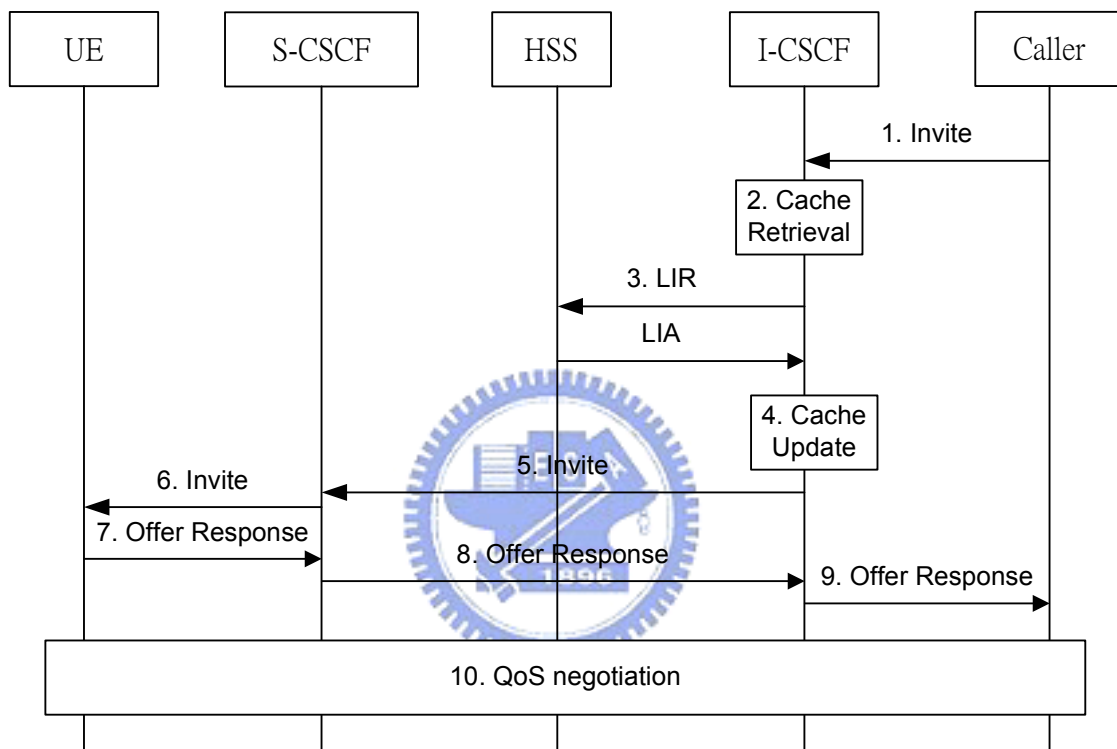 UE
S-CSCF
HSS
I-CSCF
Caller
1. Invite
2. Cache
Retrieval
3. LIR
LIA
4. Cache
Update
5. Invite
6. Invite
7. Offer Response
8. Offer Response
9. Offer Response
1896
10. QoS negotiation